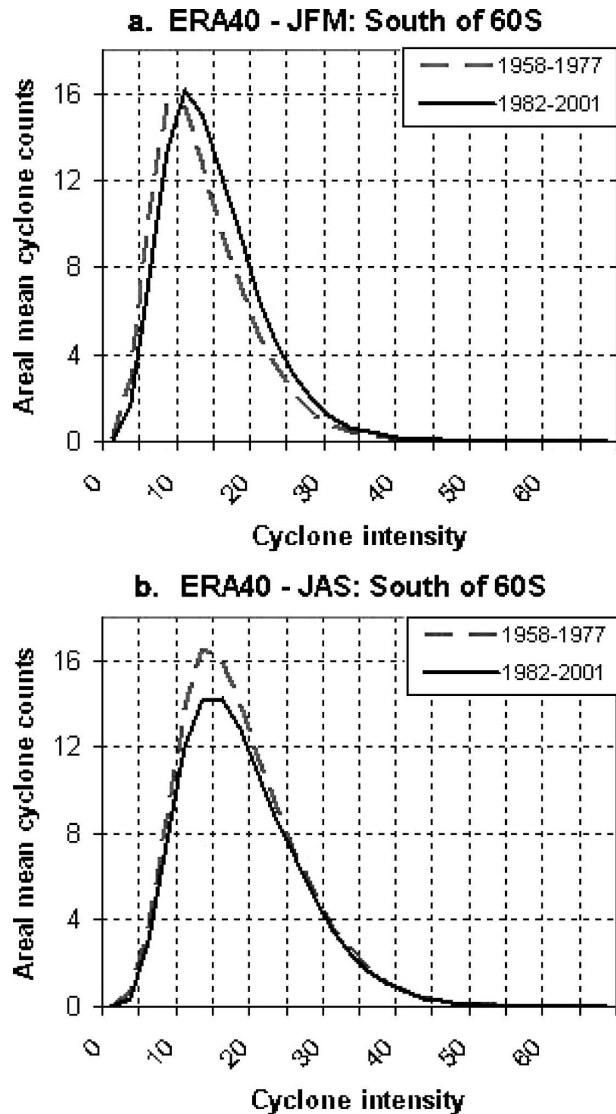 a. ERA40 - JFM: South of 60S
1958-1977
1982-2001
Areal mean cyclone counts
16
12
8
4
0
0 10 20 30 40 50 60
Cyclone intensity
b. ERA40 - JAS: South of 60S
1958-1977
1982-2001
Areal mean cyclone counts
16
12
8
4
0
0 10 20 30 40 50 60
Cyclone intensity